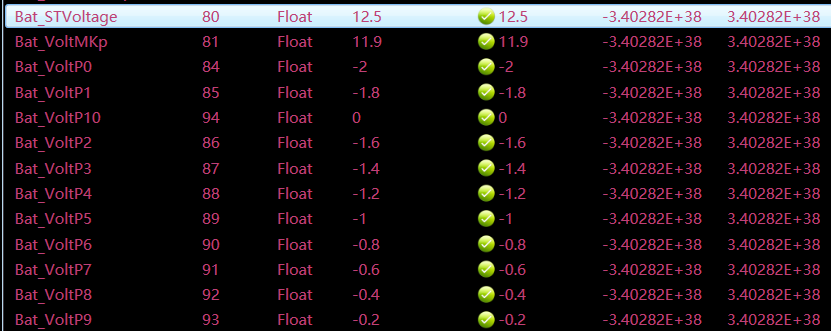 Bat_STVoltage 80 Float 12.5 12.5 -3.40282E+38 3.40282E+38
Bat_VoltMKp 81 Float 11.9 11.9 -3.40282E+38 3.40282E+38
Bat_VoltP0 84 Float -2 -2 -3.40282E+38 3.40282E+38
Bat_VoltP1 85 Float -1.8 -1.8 -3.40282E+38 3.40282E+38
Bat_VoltP10 94 Float 0 0 -3.40282E+38 3.40282E+38
Bat_VoltP2 86 Float -1.6 -1.6 -3.40282E+38 3.40282E+38
Bat_VoltP3 87 Float -1.4 -1.4 -3.40282E+38 3.40282E+38
Bat_VoltP4 88 Float -1.2 -1.2 -3.40282E+38 3.40282E+38
Bat_VoltP5 89 Float -1 -1 -3.40282E+38 3.40282E+38
Bat_VoltP6 90 Float -0.8 -0.8 -3.40282E+38 3.40282E+38
Bat_VoltP7 91 Float -0.6 -0.6 -3.40282E+38 3.40282E+38
Bat_VoltP8 92 Float -0.4 -0.4 -3.40282E+38 3.40282E+38
Bat_VoltP9 93 Float -0.2 -0.2 -3.40282E+38 3.40282E+38